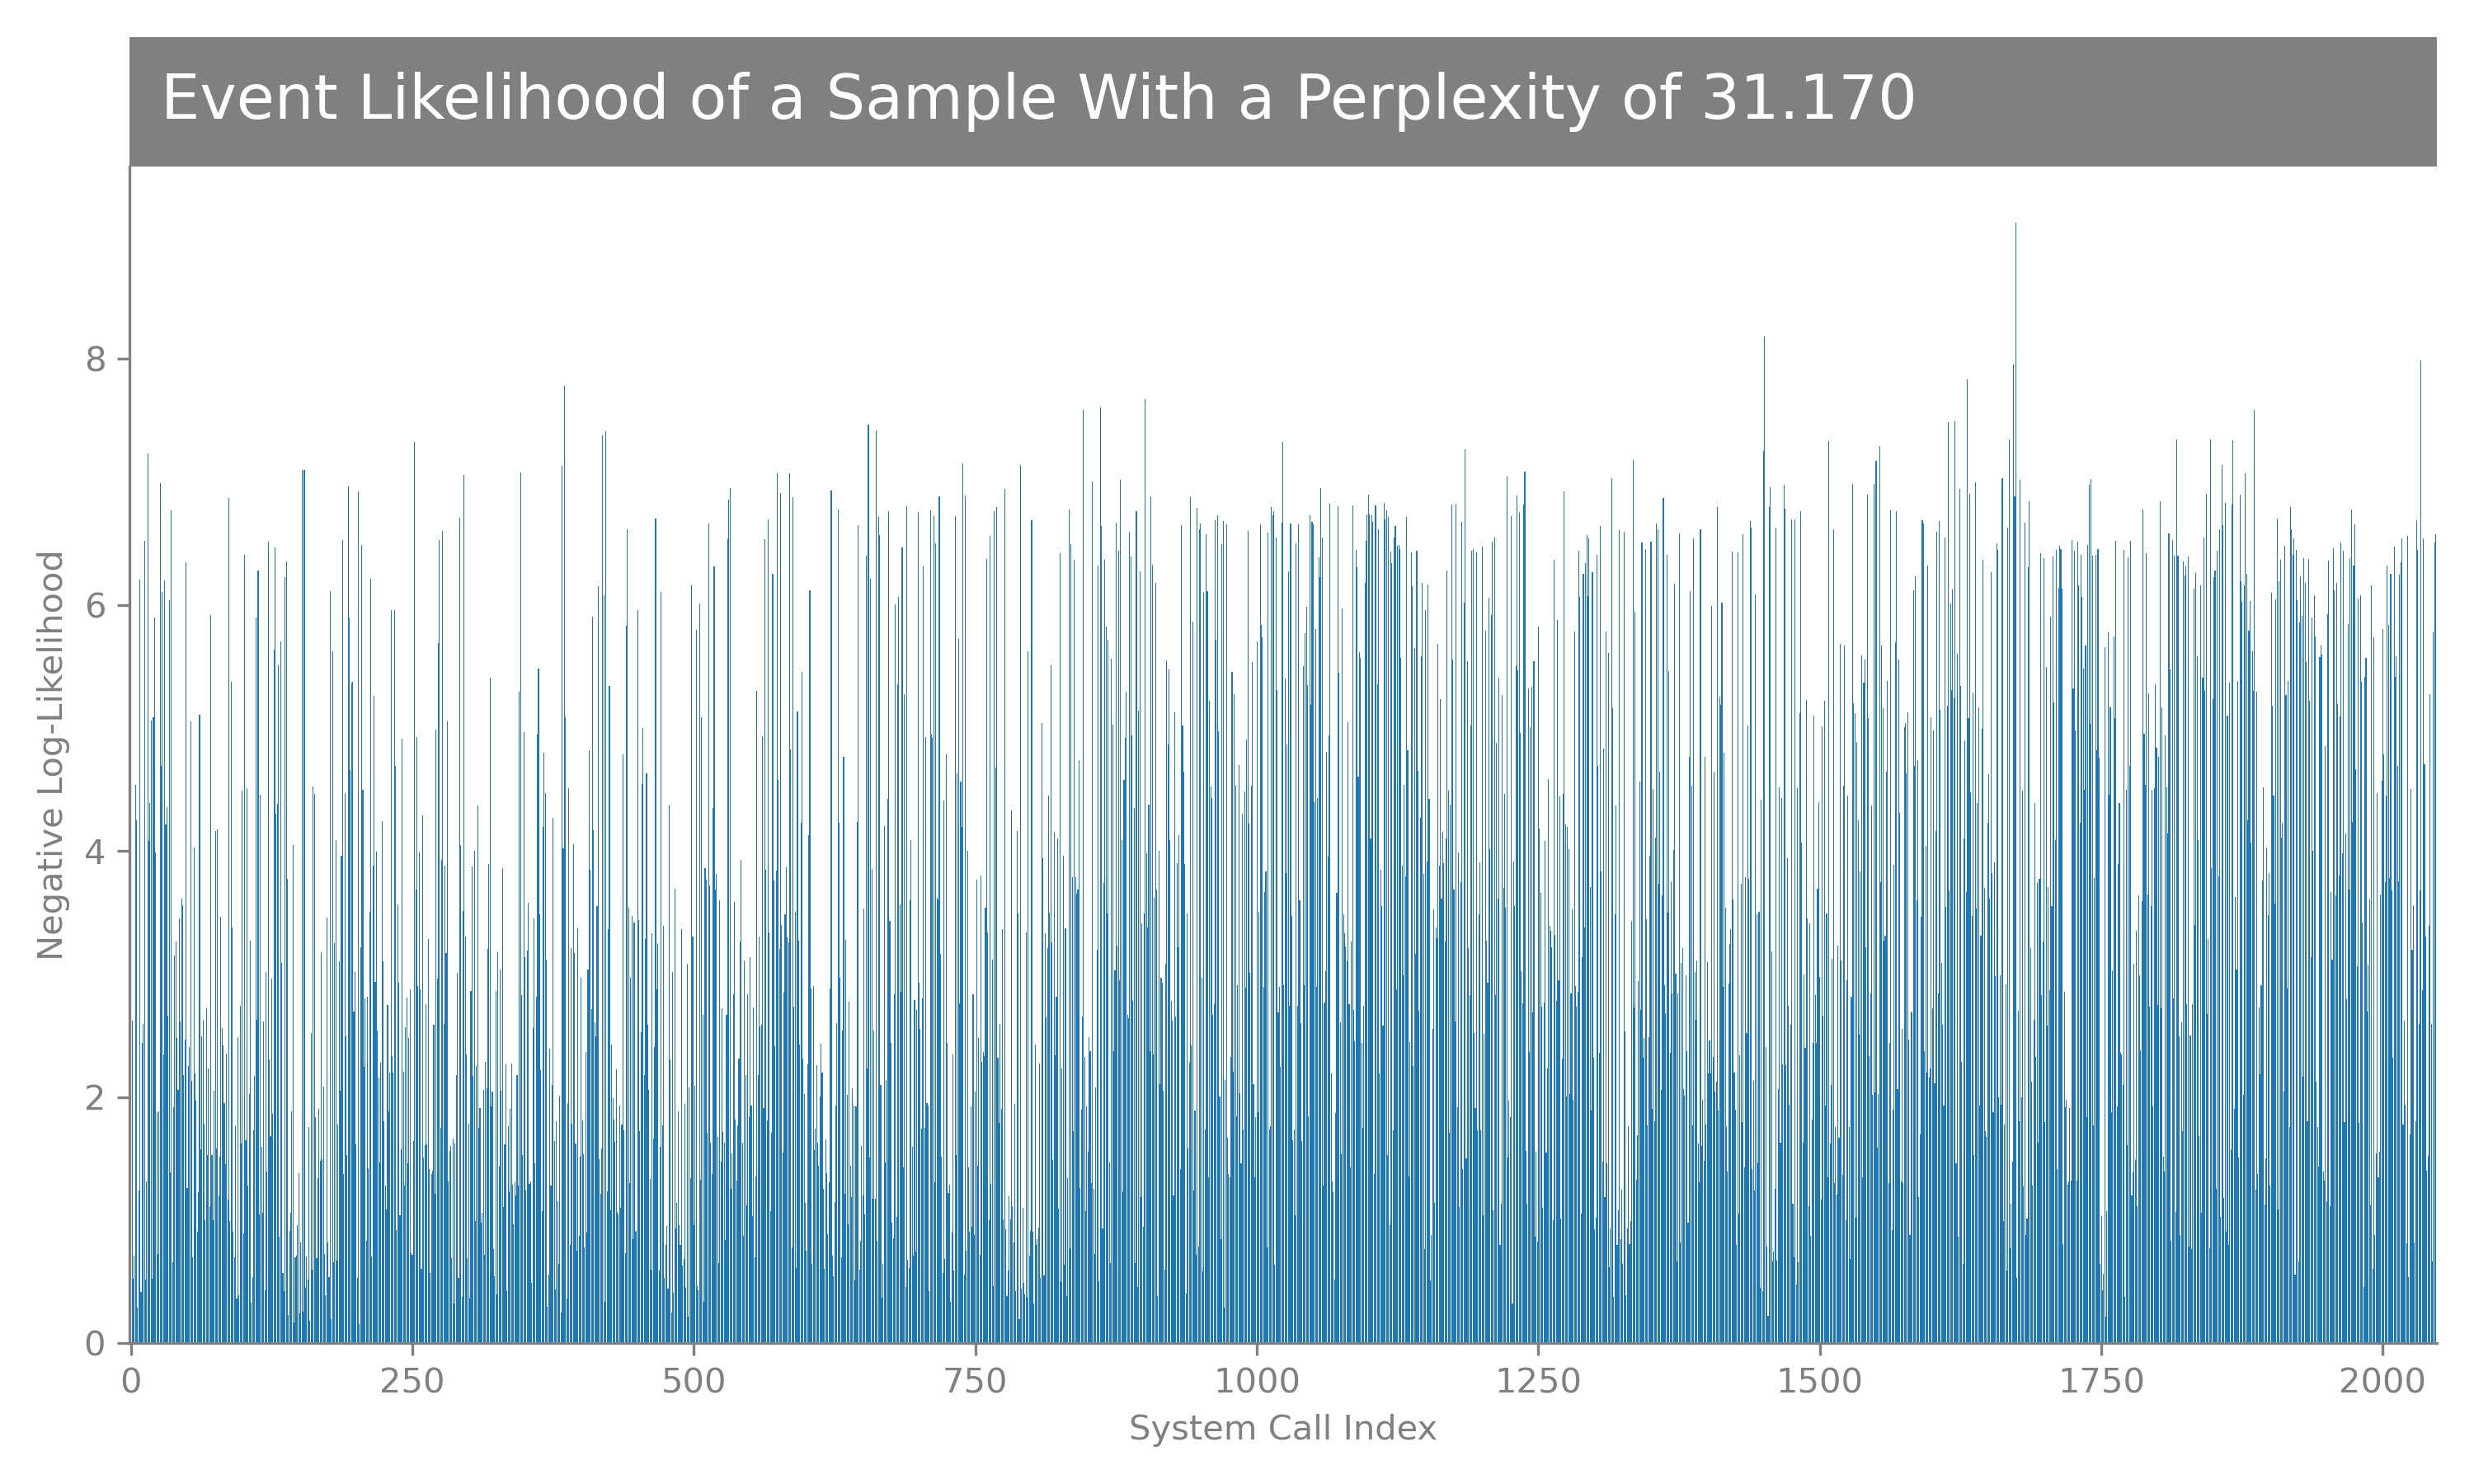 Event Likelihood of a Sample With a Perplexity of 31.170
Negative Log-Likelihood
8
6
4
2
0
0 250 500 750 1000 1250 1500 1750 2000
System Call Index